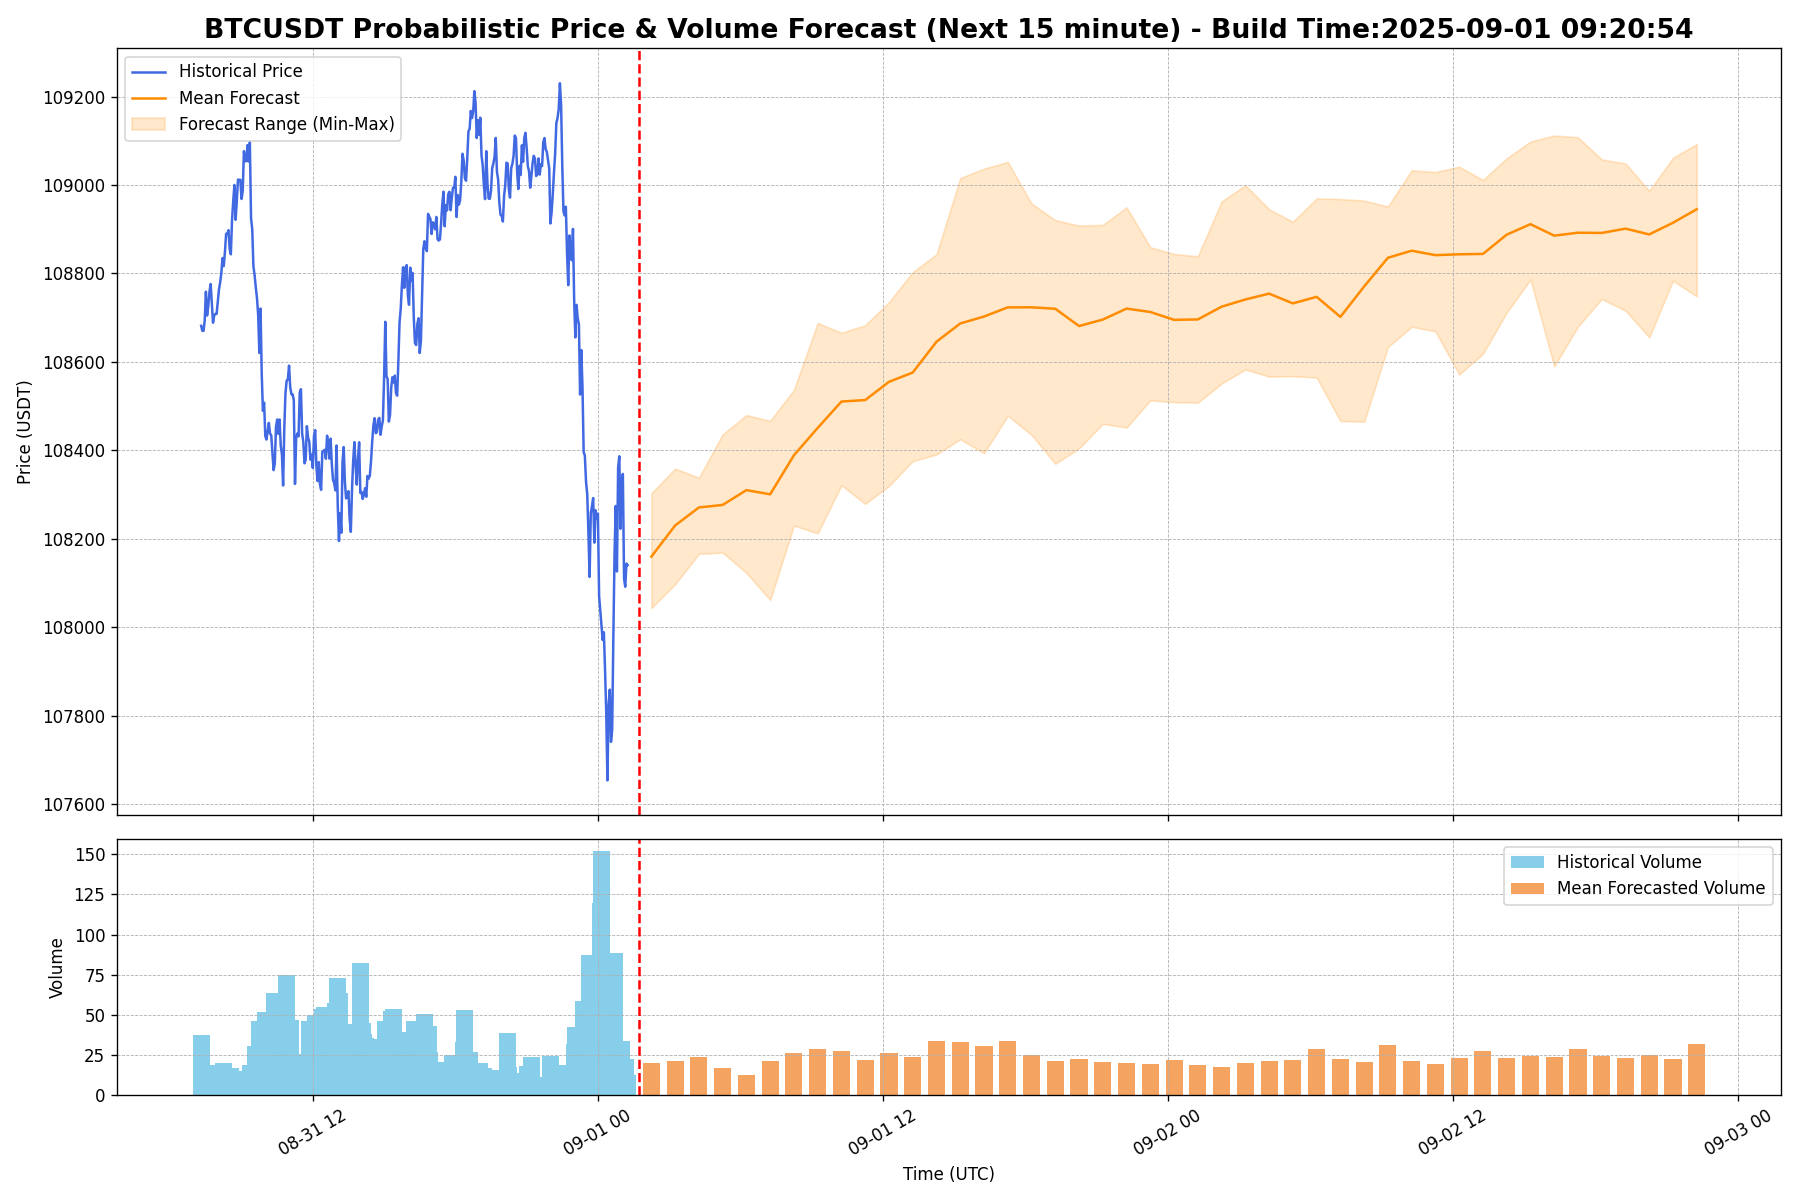 BTCUSDT Probabilistic Price & Volume Forecast (Next 15 minute) - Build Time:2025-09-01 09:20:54
Historical Price
Mean Forecast
Forecast Range (Min-Max)
109200
109000
108800
108600
108400
108200
108000
107800
107600
Price (USDT)
Historical Volume
Mean Forecasted Volume
150
125
100
75
50
25
0
Volume
08-31 12
09-01 00
09-01 12
09-02 00
09-02 12
09-03 00
Time (UTC)